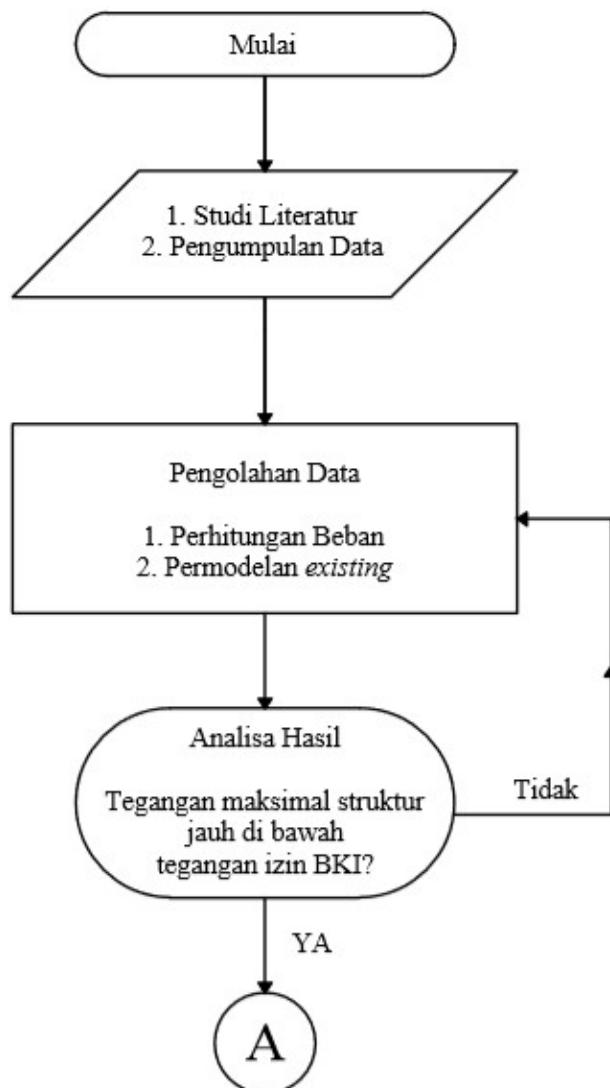 Mulai
1. Studi Literatur
2. Pengumpulan Data
Pengolahan Data
1. Perhitungan Beban
2. Permodelan existing
Analisa Hasil
Tegangan maksimal struktur
jauh di bawah
tegangan izin BKI?
Tidak
YA
A